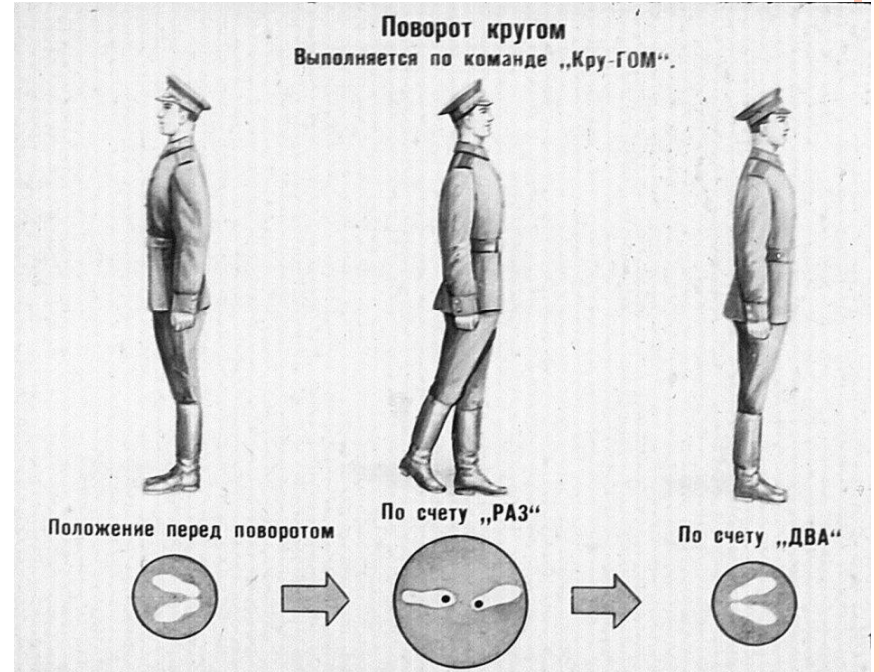 Поворот кругом
Выполняется по команде „Кру-ГОМ“.
Положение перед поворотом
По счету „РАЗ“
По счету „ДВА“